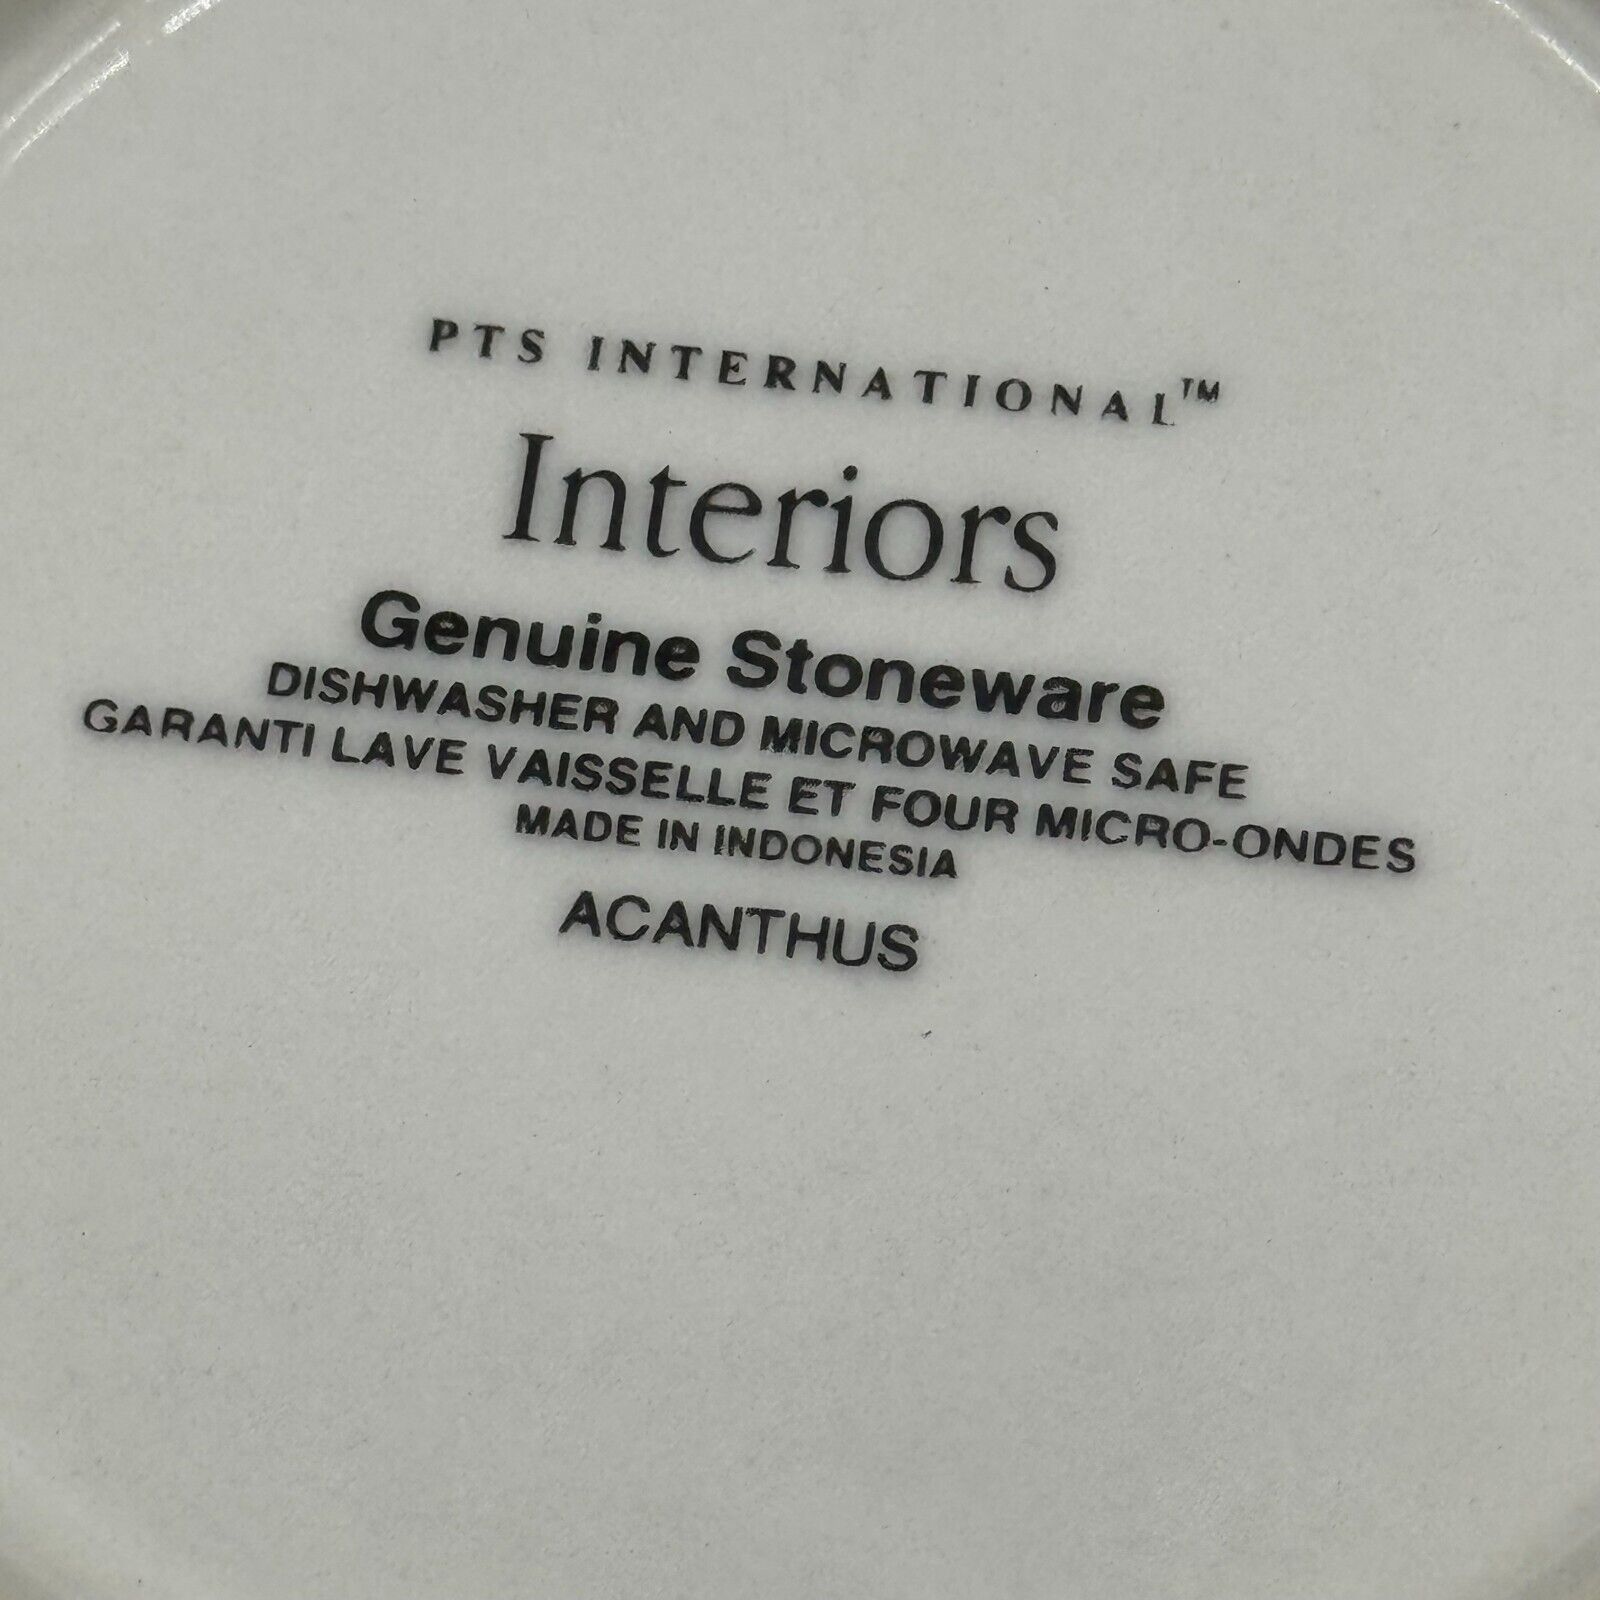 PTS INTERNATIONAL™
Interiors
Genuine Stoneware
DISHWASHER AND MICROWAVE SAFE
GARANTI LAVE VAISSELLE ET FOUR MICRO-ONDES
MADE IN INDONESIA
ACANTHUS